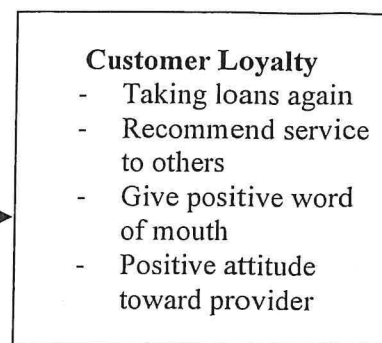 Customer Loyalty
- Taking loans again
- Recommend service
to others
- Give positive word
of mouth
- Positive attitude
toward provider